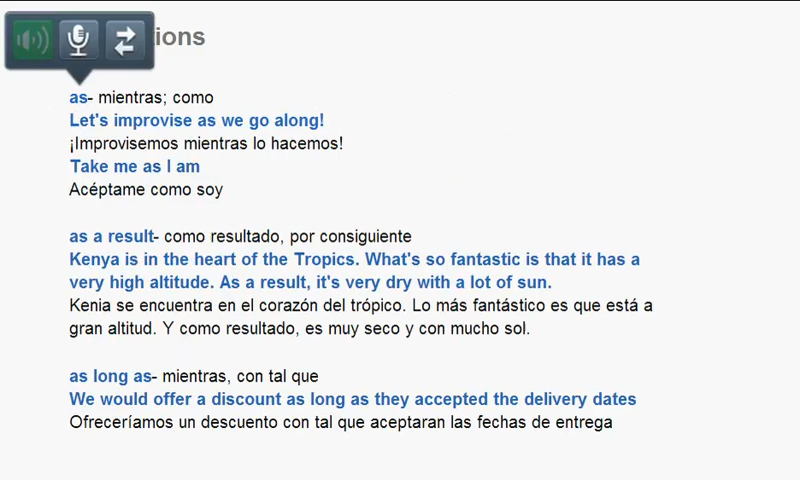 ions
as- mientras; como
Let's improvise as we go along!
¡Improvisemos mientras lo hacemos!
Take me as I am
Acéptame como soy
as a result- como resultado, por consiguiente
Kenya is in the heart of the Tropics. What's so fantastic is that it has a
very high altitude. As a result, it's very dry with a lot of sun.
Kenia se encuentra en el corazón del trópico. Lo más fantástico es que está a
gran altitud. Y como resultado, es muy seco y con mucho sol.
as long as- mientras, con tal que
We would offer a discount as long as they accepted the delivery dates
Ofreceríamos un descuento con tal que aceptaran las fechas de entrega